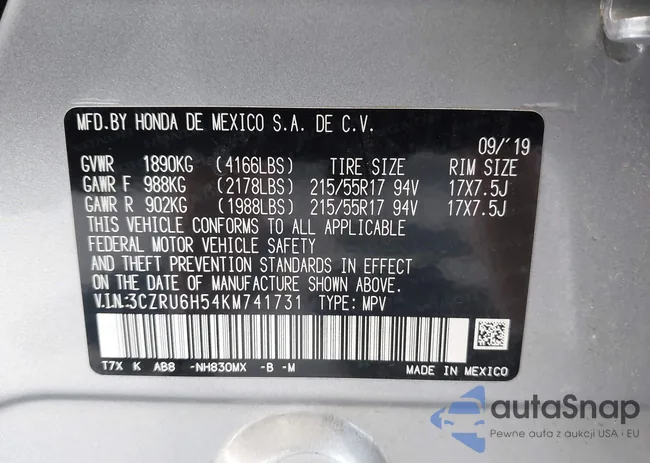 MFD.BY HONDA DE MEXICO S.A. DE C.V.
09/'19
GVWR 1890KG (4166LBS) TIRE SIZE RIM SIZE
GAWR F 988KG (2178LBS) 215/55R17 94V 17X7.5J
GAWR R 902KG (1988LBS) 215/55R17 94V 17X7.5J
THIS VEHICLE CONFORMS TO ALL APPLICABLE
FEDERAL MOTOR VEHICLE SAFETY
AND THEFT PREVENTION STANDARDS IN EFFECT
ON THE DATE OF MANUFACTURE SHOWN ABOVE.
V.I.N.:3CZRU6H54KM741731 TYPE: MPV
T7X K AB8 -NH830MX -B -M MADE IN MEXICO
autaSnap
Pewne auta z aukcji USA i EU